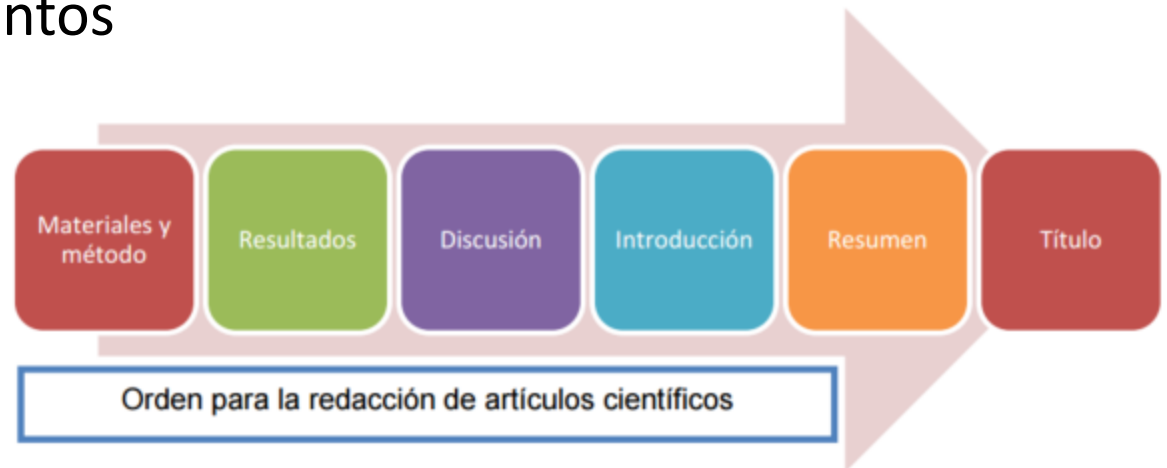 ntos
Materiales y
método
Resultados
Discusión
Introducción
Resumen
Título
Orden para la redacción de artículos científicos